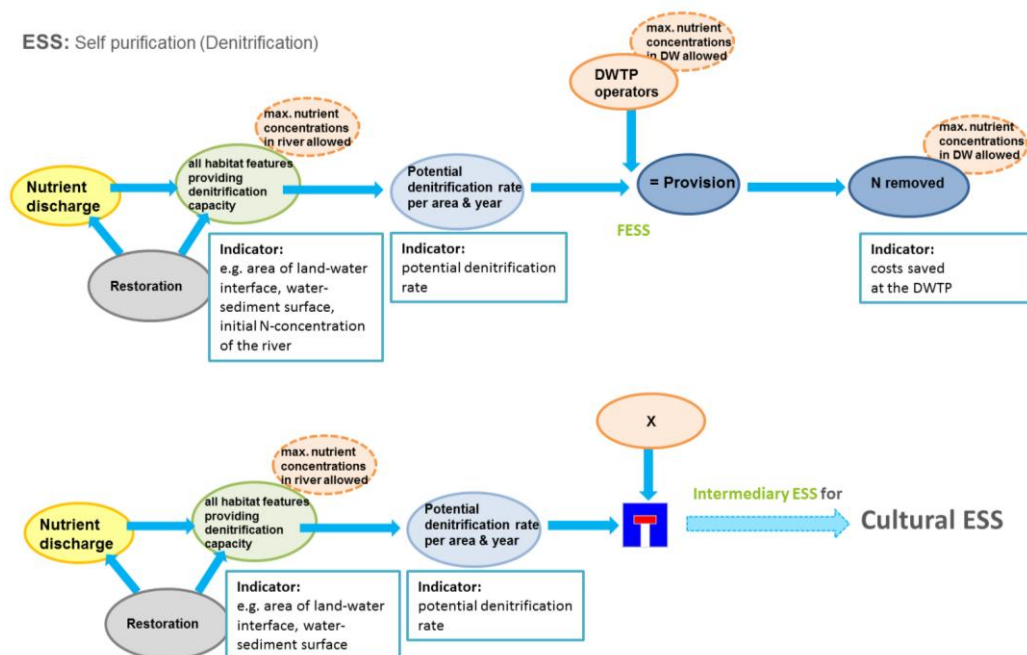 ESS: Self purification (Denitrification)
max. nutrient
concentrations
in DW allowed
DWTP
operators
max. nutrient
concentrations
in river allowed
max. nutrient
concentrations
in DW allowed
Nutrient
discharge
all habitat features
providing
denitrification
capacity
Potential
denitrification rate
per area & year
= Provision
N removed
FESS
Restoration
Indicator:
e.g. area of land-water
interface, water-
sediment surface,
initial N-concentration
of the river
Indicator:
potential denitrification
rate
Indicator:
costs saved
at the DWTP
X
max. nutrient
concentrations
in river allowed
Nutrient
discharge
all habitat features
providing
denitrification
capacity
Potential
denitrification rate
per area & year
Intermediary ESS for
Cultural ESS
Restoration
Indicator:
e.g. area of land-water
interface, water-
sediment surface
Indicator:
potential denitrification
rate